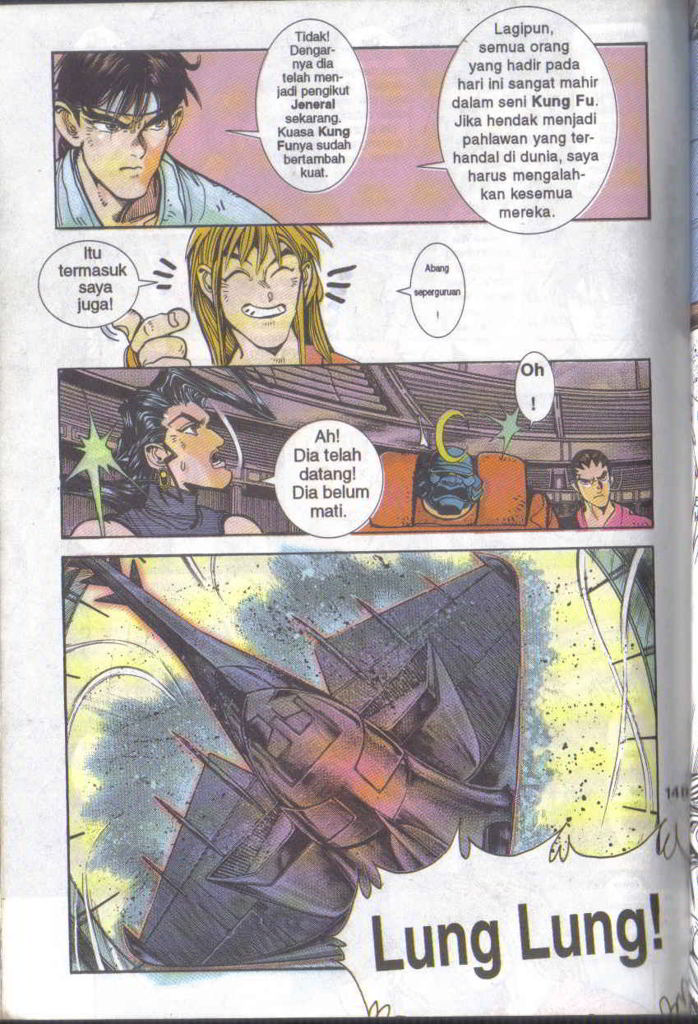 Tidak!
Dengar-
nya dia
telah men-
jadi pengikut
Jeneral
sekarang.
Kuasa Kung
Funya sudah
bertambah
kuat.
Lagipun,
semua orang
yang hadir pada
hari ini sangat mahir
dalam seni Kung Fu.
Jika hendak menjadi
pahlawan yang ter-
handal di dunia, saya
harus mengalah-
kan kesemua
mereka.
Itu
termasuk
saya
juga!
Abang
seperguruan
!
Oh
!
Ah!
Dia telah
datang!
Dia belum
mati.
Lung Lung!